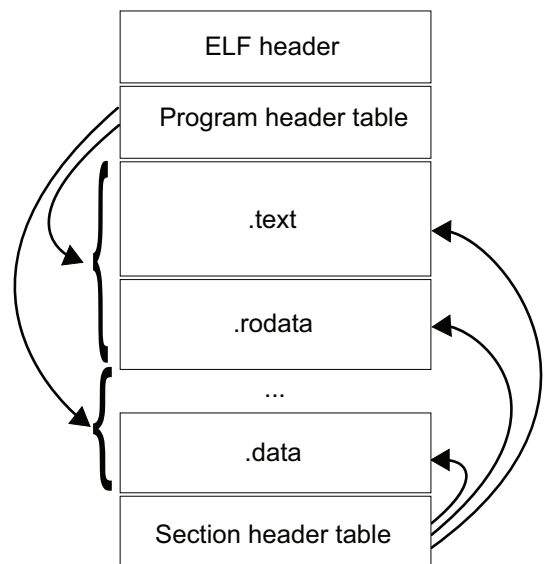 ELF header
Program header table
.text
.rodata
...
.data
Section header table